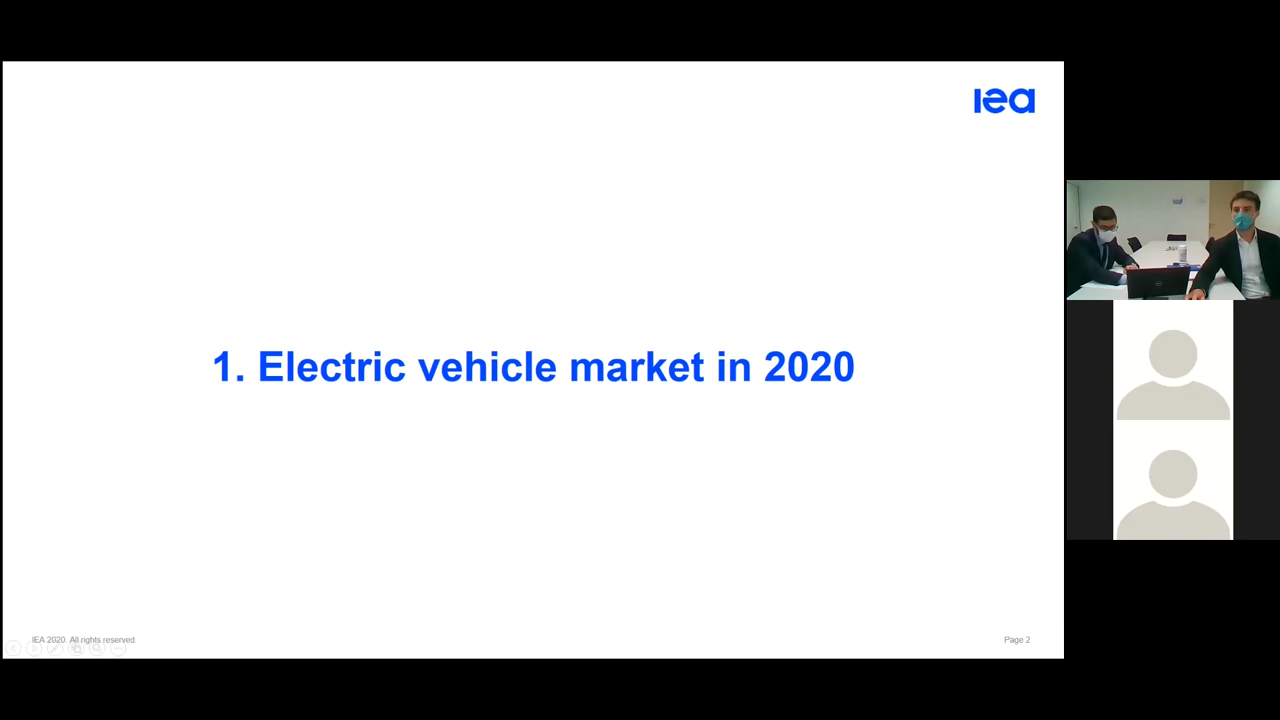 iea
1. Electric vehicle market in 2020
IEA 2020. All rights reserved.
Page 2